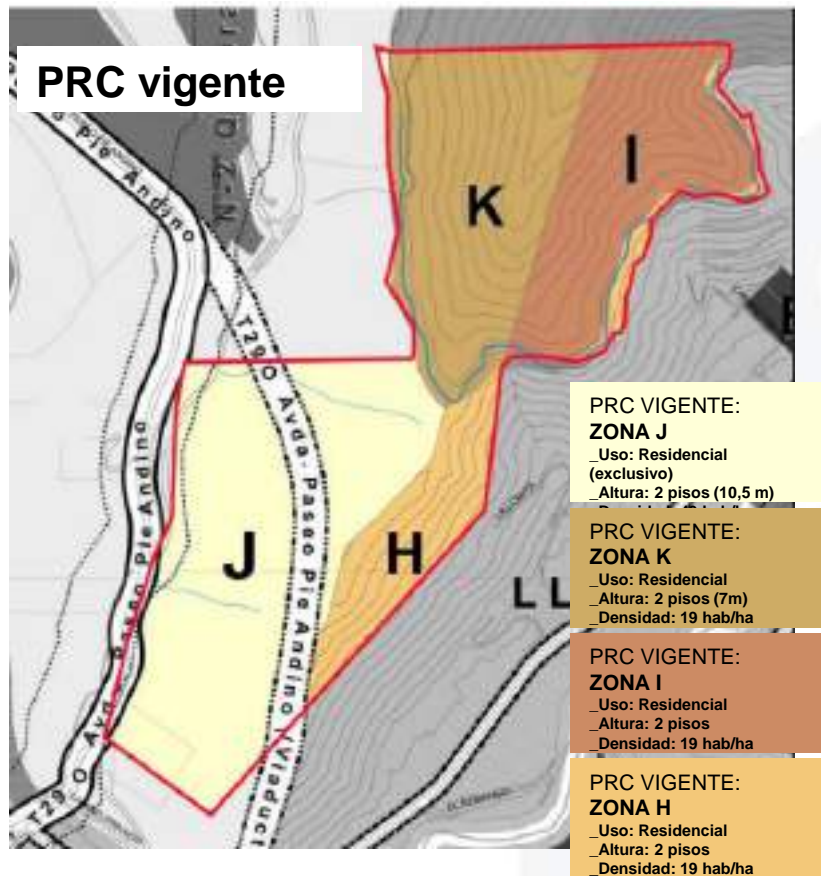 PRC vigente
Pie Andino
N-Z Q
K
I
T29 O Avda. Paseo Pie Andino (Viaduct
Paseo Pie Andino
J
H
L L
T29 O Avd
PRC VIGENTE:
ZONA J
_Uso: Residencial
(exclusivo)
_Altura: 2 pisos (10,5 m)
PRC VIGENTE:
ZONA K
_Uso: Residencial
_Altura: 2 pisos (7m)
_Densidad: 19 hab/ha
PRC VIGENTE:
ZONA I
_Uso: Residencial
_Altura: 2 pisos
_Densidad: 19 hab/ha
PRC VIGENTE:
ZONA H
_Uso: Residencial
_Altura: 2 pisos
_Densidad: 19 hab/ha